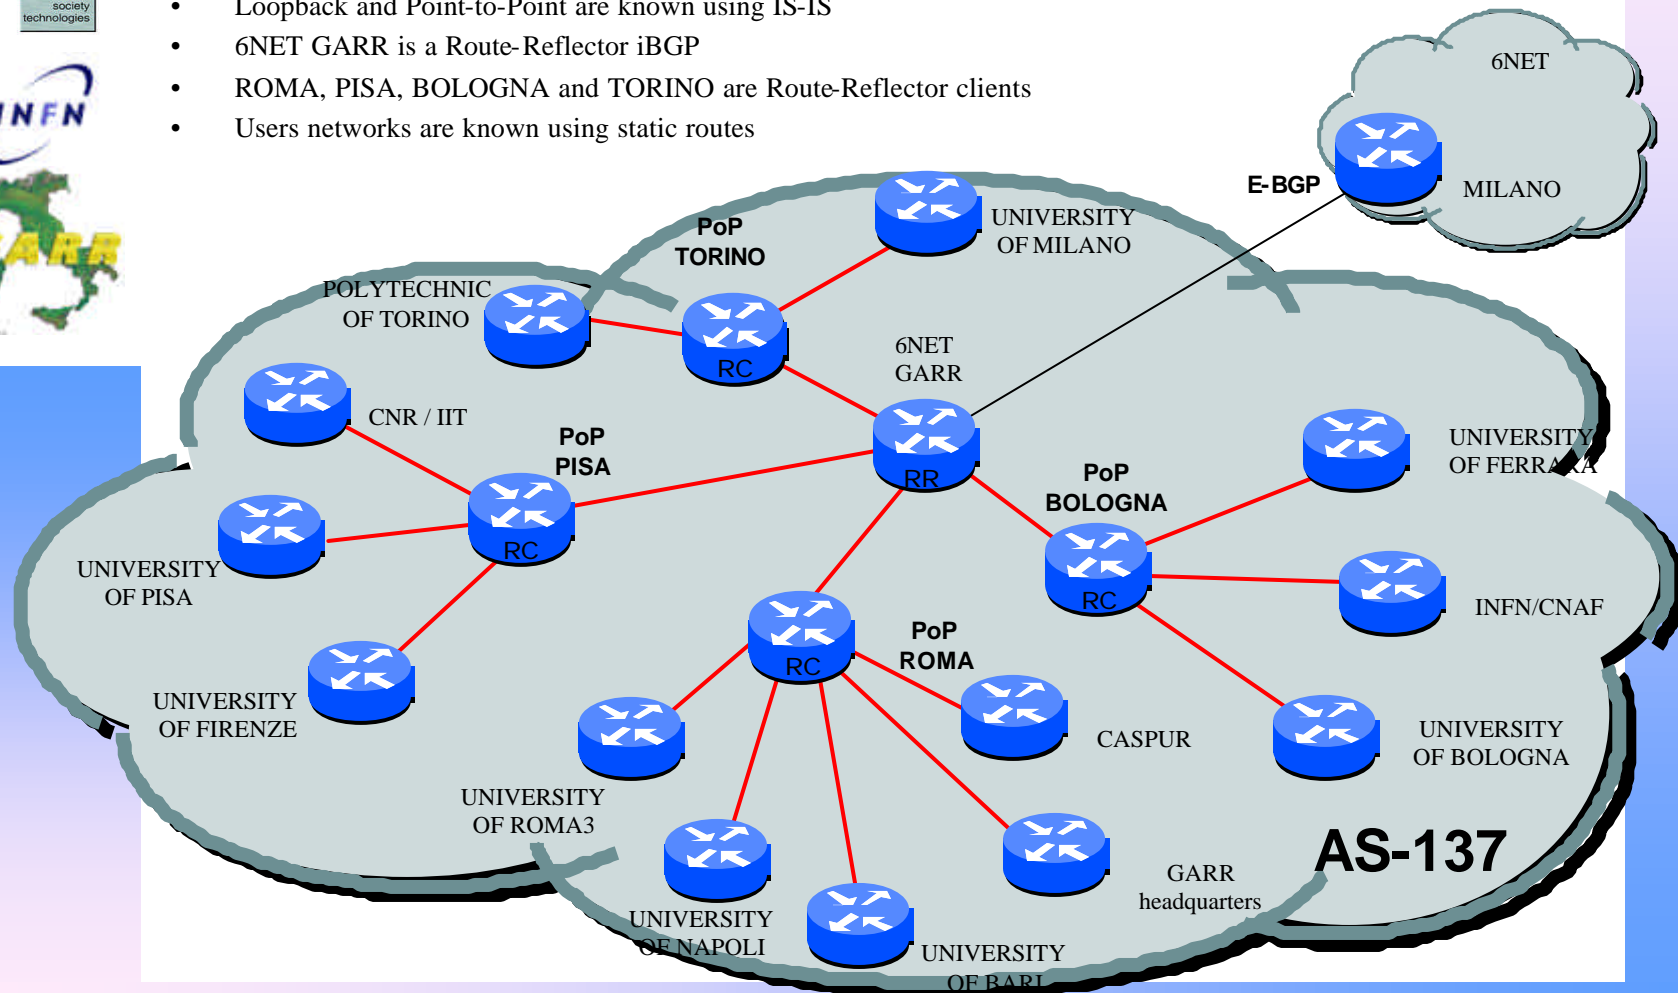 society
technologies
• Loopback and Point-to-Point are known using IS-IS
• 6NET GARR is a Route-Reflector iBGP
• ROMA, PISA, BOLOGNA and TORINO are Route-Reflector clients
• Users networks are known using static routes
INFN
GARR
6NET
MILANO
E-BGP
PoP
TORINO
UNIVERSITY
OF MILANO
POLYTECHNIC
OF TORINO
RC
6NET
GARR
CNR / IIT
PoP
PISA
RR
PoP
BOLOGNA
UNIVERSITY
OF FERRARA
RC
UNIVERSITY
OF PISA
RC
INFN/CNAF
PoP
ROMA
RC
UNIVERSITY
OF FIRENZE
CASPUR
UNIVERSITY
OF BOLOGNA
UNIVERSITY
OF ROMA3
AS-137
GARR
headquarters
UNIVERSITY
OF NAPOLI
UNIVERSITY
OF BARI